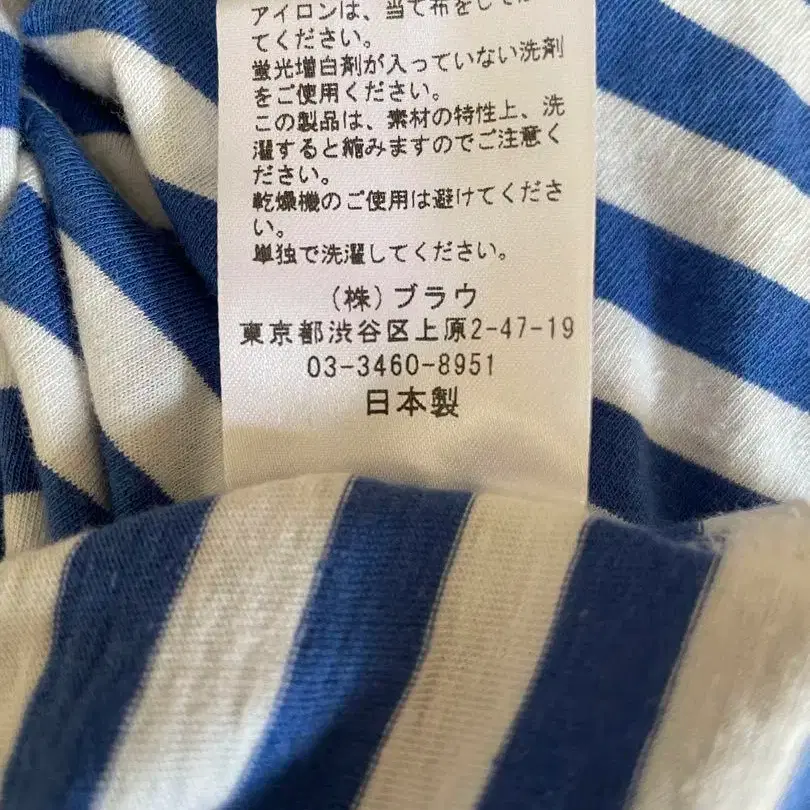 アイロンは、当て布をしてか
てください。
蛍光増白剤が入っていない洗剤
をご使用ください。
この製品は、素材の特性上、洗
濯すると縮みますのでご注意く
ださい。
乾燥機のご使用は避けてくださ
い。
単独で洗濯してください。
(株)ブラウ
東京都渋谷区上原2-47-19
03-3460-8951
日本製